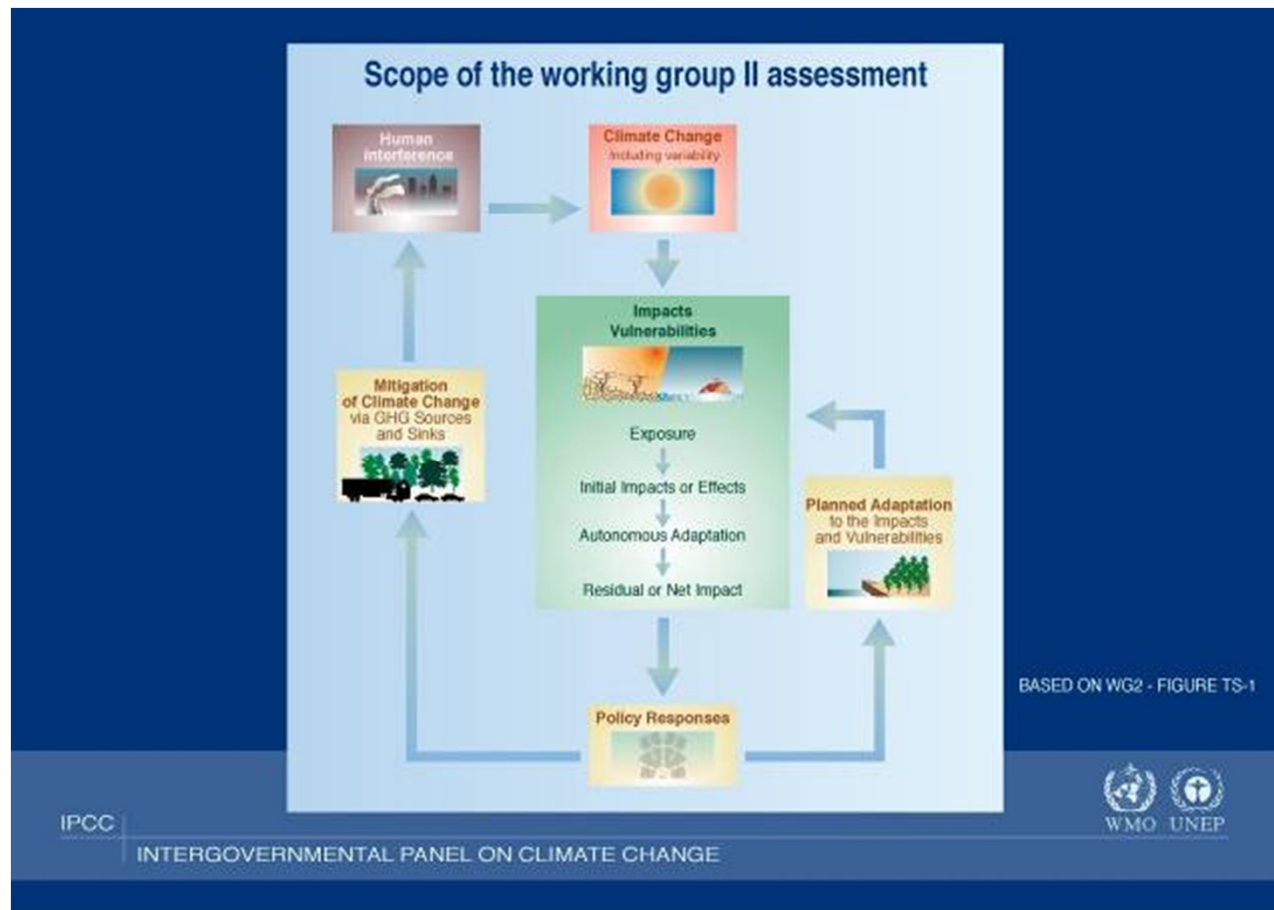 Scope of the working group II assessment
Human
Interference
Climate Change
including variability
Impacts
Vulnerabilities
Mitigation
of Climate Change
via GHG Sources
and Sinks
Exposure
Initial Impacts or Effects
Autonomous Adaptation
Residual or Net Impact
Planned Adaptation
to the Impacts
and Vulnerabilities
Policy Responses
BASED ON WG2 - FIGURE TS-1
IPCC
INTERGOVERNMENTAL PANEL ON CLIMATE CHANGE
WMO UNEP